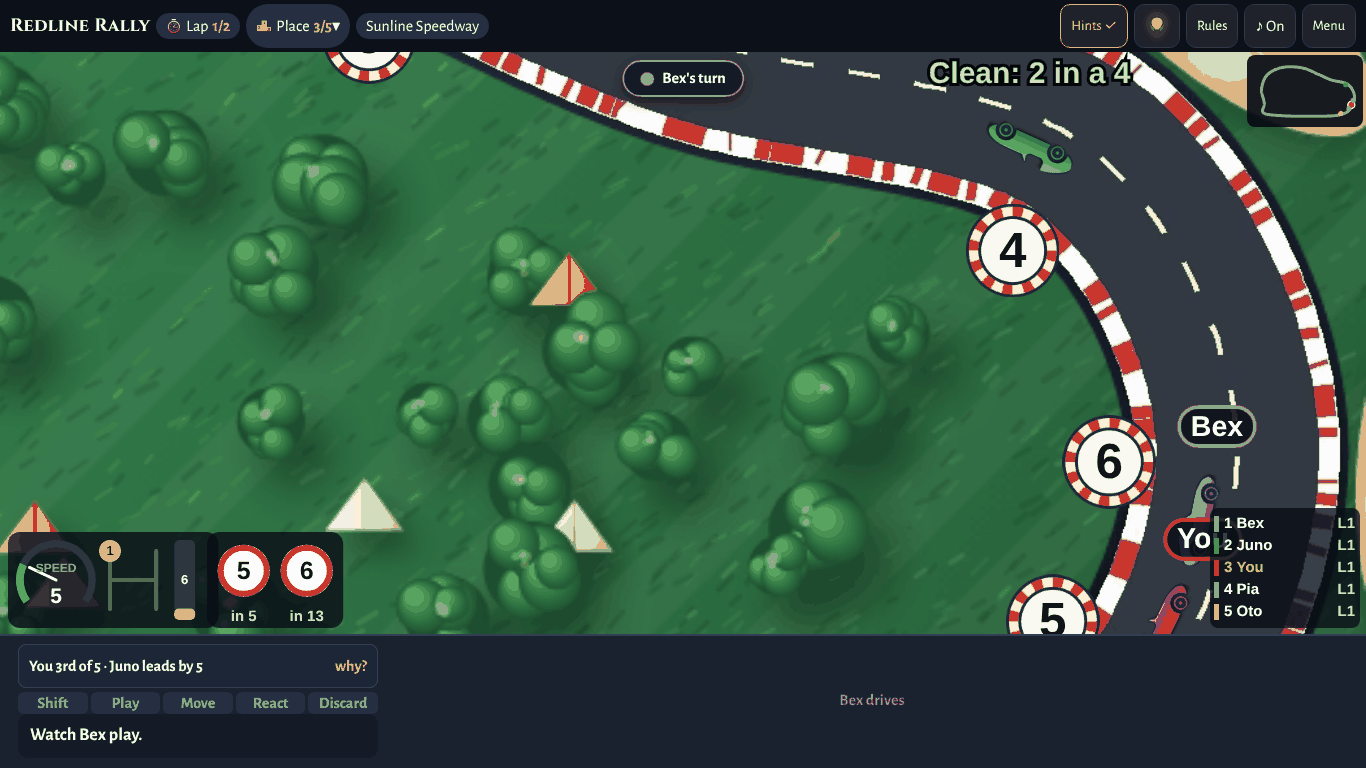 REDLINE RALLY
Lap 1/2
Place 3/5▾
Sunline Speedway
Hints ✓
Rules
♪ On
Menu
Bex's turn
Clean: 2 in a 4
4
6
5
Bex
SPEED
5
1
6
5
in 5
6
in 13
1 Bex L1
2 Juno L1
3 You L1
4 Pia L1
5 Oto L1
You 3rd of 5 · Juno leads by 5
why?
Shift
Play
Move
React
Discard
Watch Bex play.
Bex drives